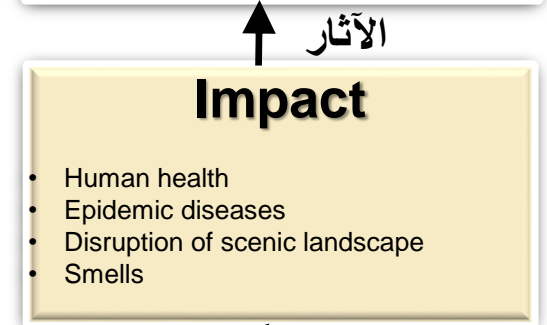 الآثار
Impact
• Human health
• Epidemic diseases
• Disruption of scenic landscape
• Smells